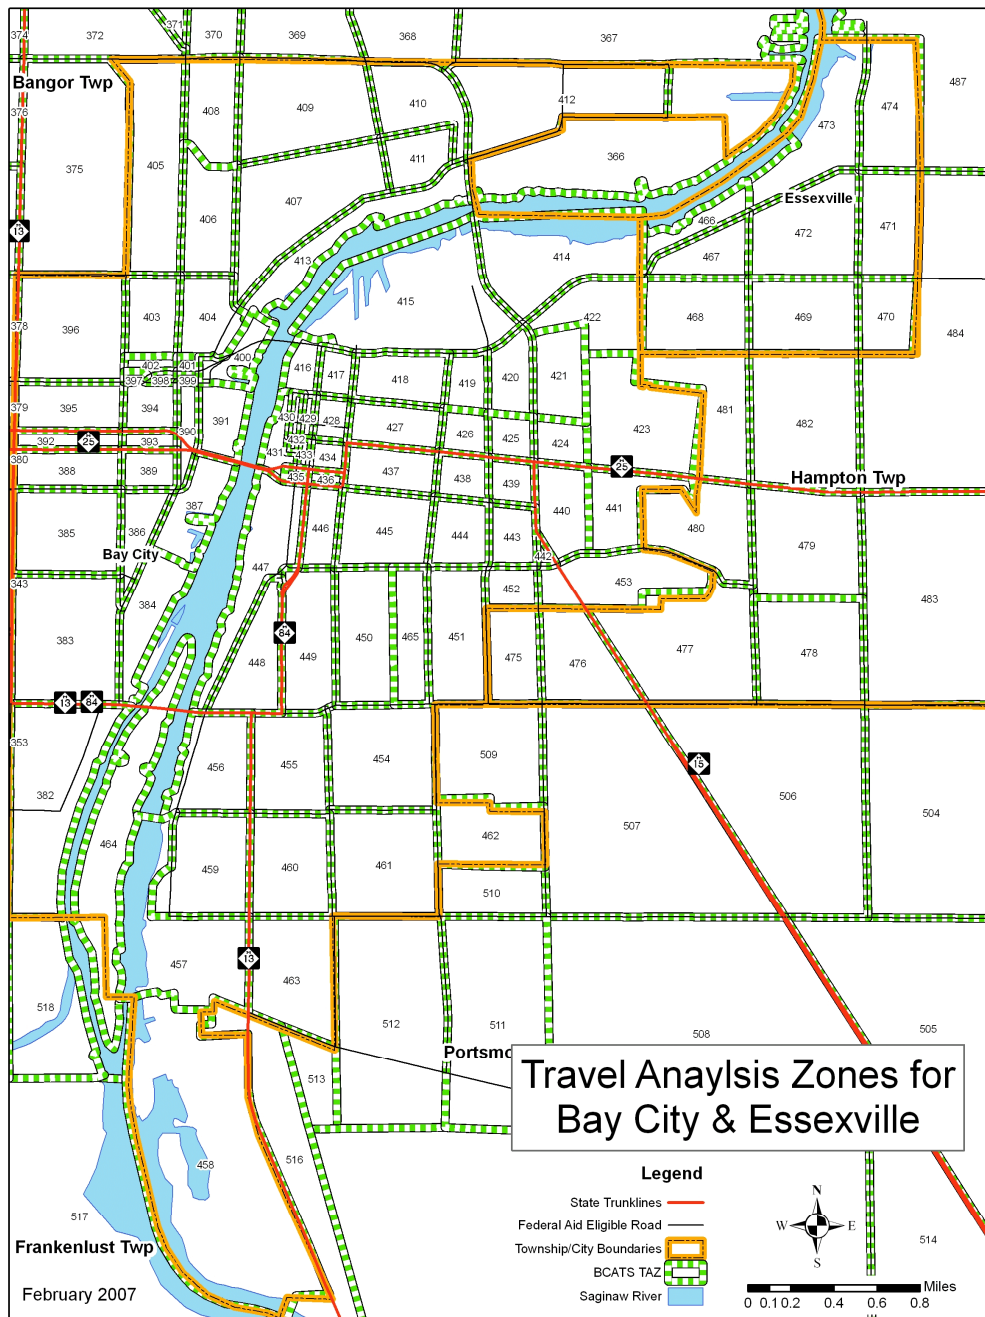 374 372 371 370 369 368 367
Bangor Twp
487
376 408 409 410 412 474
473
375 405 411 366
407 Essexville
13 406 466 472 471
413 414 467
415
378 396 403 404 422 468 469 470 484
402 401 400 416 417 418 419 420 421
397 398 399
379 395 394 391 430 429 428 427 426 425 424 423 481 482
390 432
392 25 393 431 433 434 25
380 388 389 435 436 437 438 439 Hampton Twp
387 440 441
385 386 446 445 444 443 480 479
Bay City 447 442
343 384 452 453 483
383 84 450 465 451
448 449 475 476 477 478
M 13 M 84
353 456 455 454 509 M 15
382 506 504
464 462 507
459 460 461 510
457 M 13 463
518 512 511 508 505
Portsmo
513
Travel Anaylsis Zones for
Bay City & Essexville
458 516
517
Frankenlust Twp
514
Legend
State Trunklines
Federal Aid Eligible Road
Township/City Boundaries
BCATS TAZ
Saginaw River
N
W E
S
Miles
0 0.1 0.2 0.4 0.6 0.8
February 2007